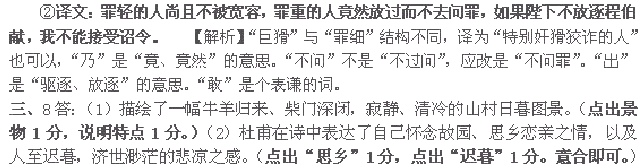 ②译文：罪轻的人尚且不被宽容，罪重的人竟然放过而不去问罪，如果陛下不放逐程伯
献，我不能接受诏令。　【解析】“巨猾”与“罪细”结构不同，译为“特别奸猾狡诈的人”
也可以，“乃”是“竟、竟然”的意思。“不问”不是“不过问”，应改是“不问罪”。“出”
是“驱逐、放逐”的意思。“敢”是个表谦的词。
三、8答：（1）描绘了一幅牛羊归来、柴门深闭，寂静、清冷的山村日暮图景。（点出景
物 1 分，说明特点 1 分。）（2）杜甫在诗中表达了自己怀念故园、思乡恋亲之情，以及
人至迟暮，济世渺茫的悲凉之感。（点出“思乡”1 分，点出“迟暮”1 分，意合即可。）